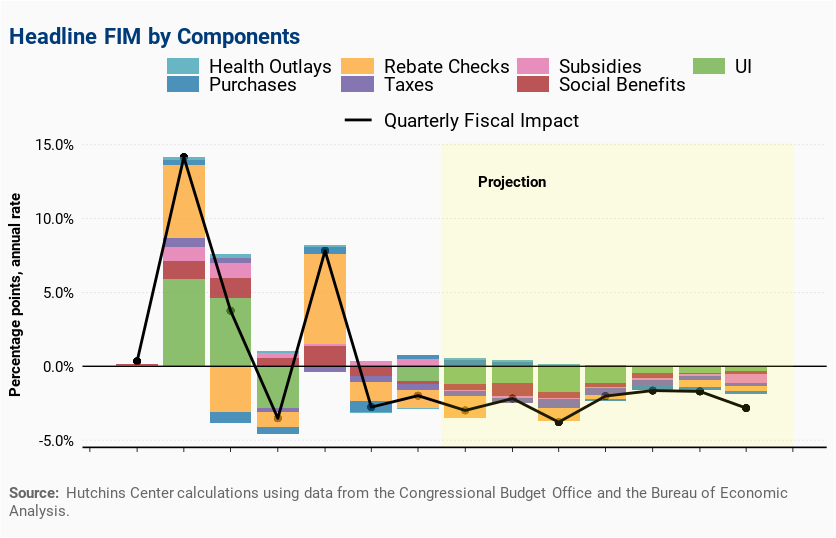 Headline FIM by Components
Health Outlays Rebate Checks Subsidies UI
Purchases Taxes Social Benefits
Quarterly Fiscal Impact
15.0%
10.0%
5.0%
0.0%
-5.0%
Percentage points, annual rate
Projection
Source: Hutchins Center calculations using data from the Congressional Budget Office and the Bureau of Economic
Analysis.